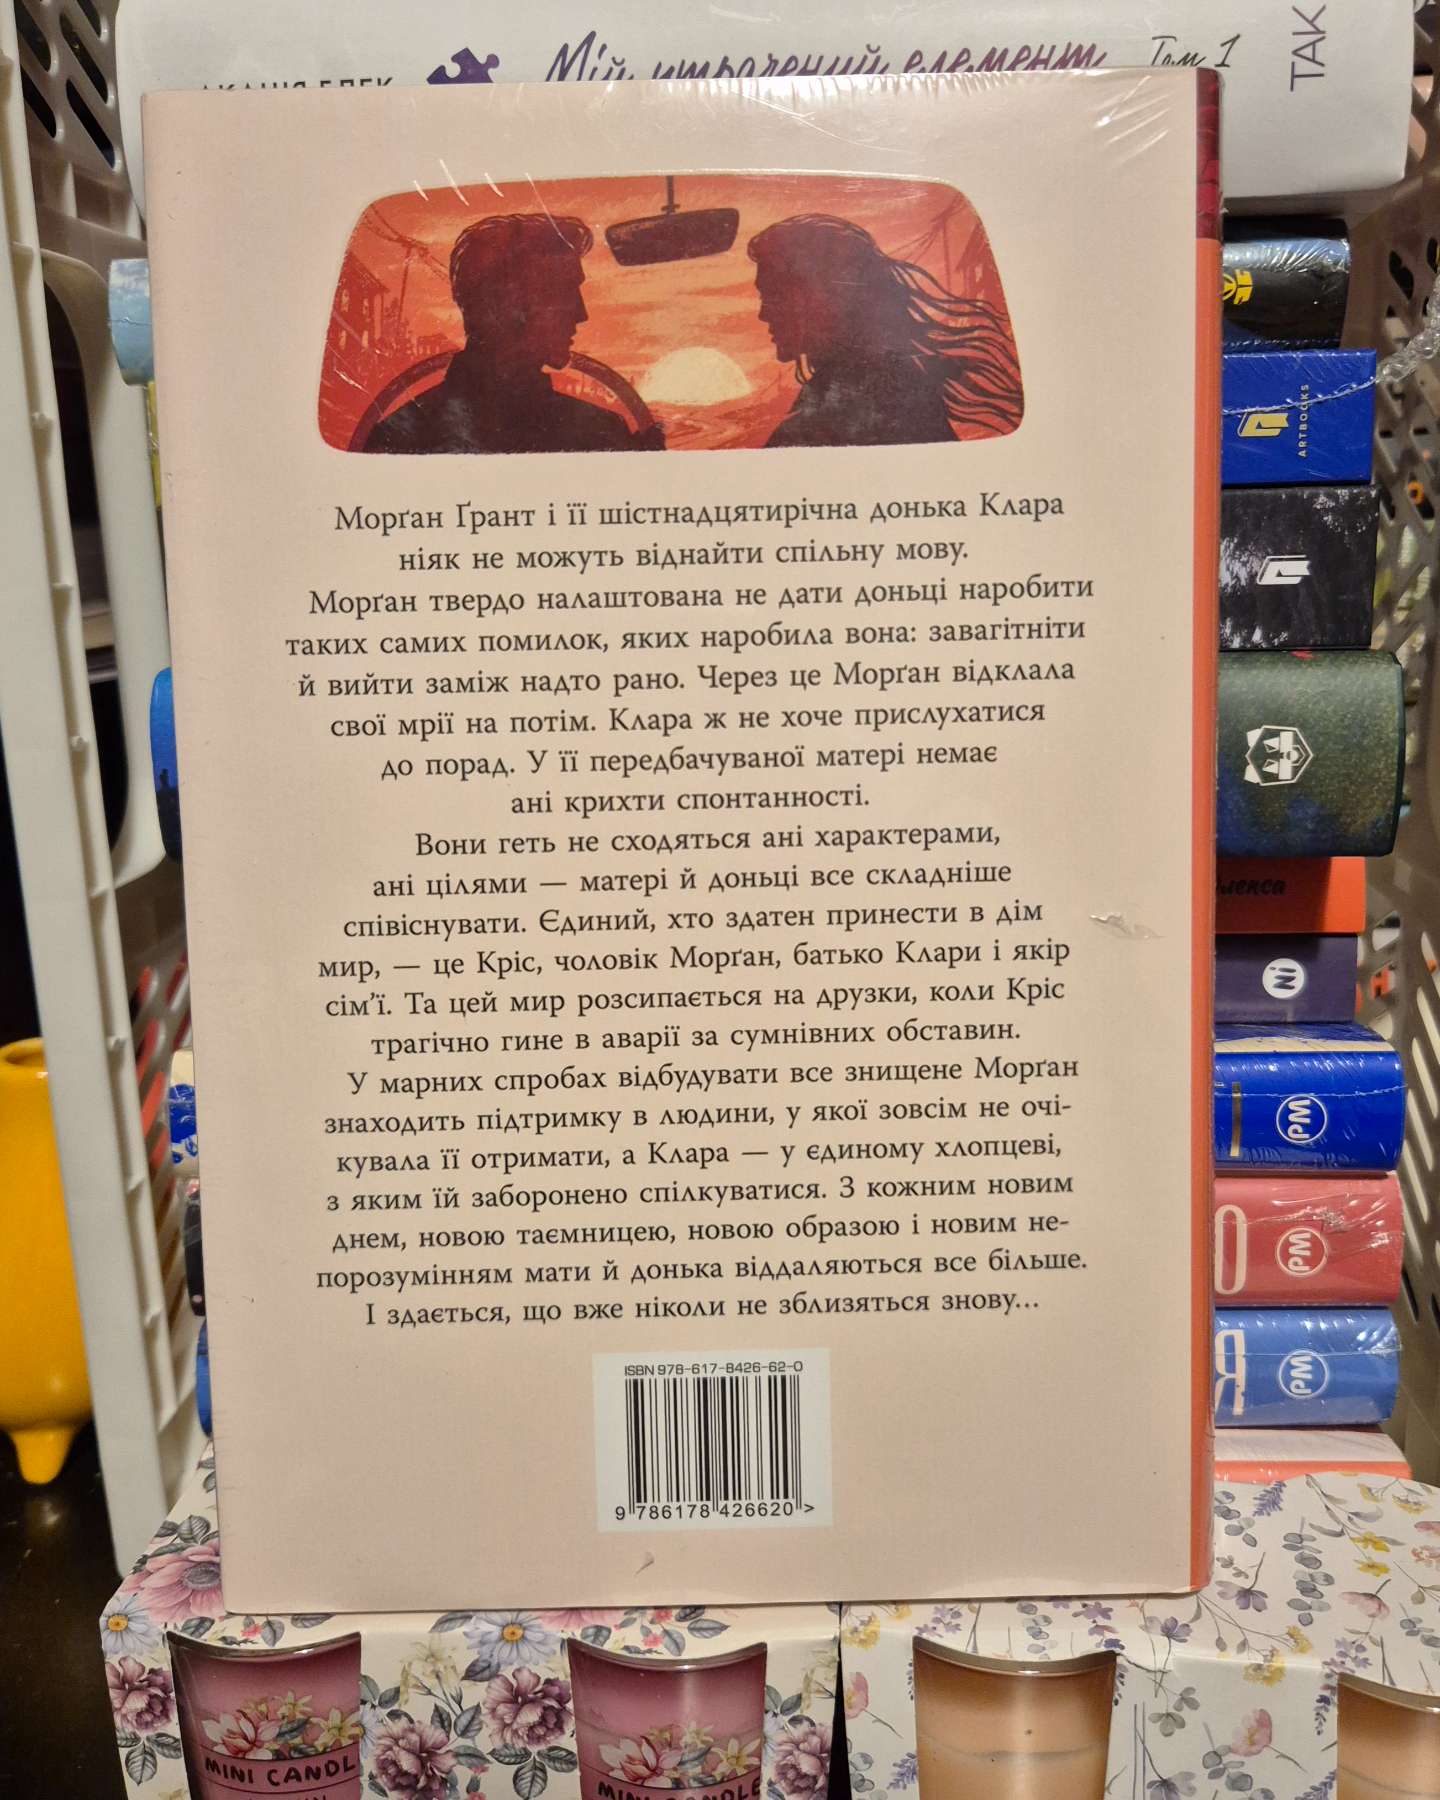 Мій утрачений елемент Том 1
ТАК
Морґан Ґрант і її шістнадцятирічна донька Клара
ніяк не можуть віднайти спільну мову.
Морґан твердо налаштована не дати доньці наробити
таких самих помилок, яких наробила вона: завагітніти
й вийти заміж надто рано. Через це Морґан відклала
свої мрії на потім. Клара ж не хоче прислухатися
до порад. У її передбачуваної матері немає
ані крихти спонтанності.
Вони геть не сходяться ані характерами,
ані цілями — матері й доньці все складніше
співіснувати. Єдиний, хто здатен принести в дім
мир, — це Кріс, чоловік Морґан, батько Клари і якір
сім’ї. Та цей мир розсипається на друзки, коли Кріс
трагічно гине в аварії за сумнівних обставин.
У марних спробах відбудувати все знищене Морґан
знаходить підтримку в людини, у якої зовсім не очі-
кувала її отримати, а Клара — у єдиному хлопцеві,
з яким їй заборонено спілкуватися. З кожним новим
днем, новою таємницею, новою образою і новим не-
порозумінням мати й донька віддаляються все більше.
І здається, що вже ніколи не зблизяться знову...
ISBN 978-617-8426-62-0
9 786178 426620 >
ARTBOOKS
Ni
РМ
РМ
РМ
MINI CANDL
MINI CANDLE